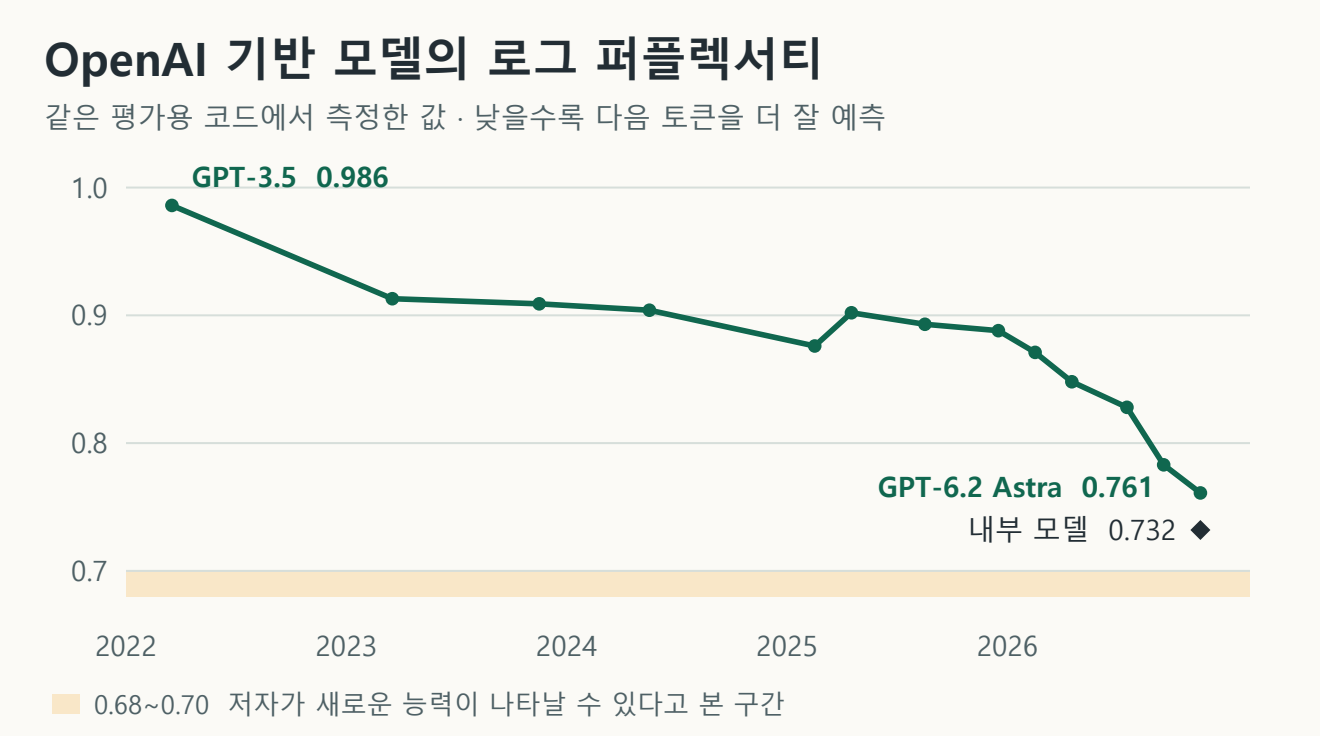 OpenAI 기반 모델의 로그 퍼플렉서티
같은 평가용 코드에서 측정한 값 · 낮을수록 다음 토큰을 더 잘 예측
GPT-3.5 0.986
1.0
0.9
0.8
GPT-6.2 Astra 0.761
내부 모델 0.732
0.7
2022 2023 2024 2025 2026
0.68~0.70 저자가 새로운 능력이 나타날 수 있다고 본 구간